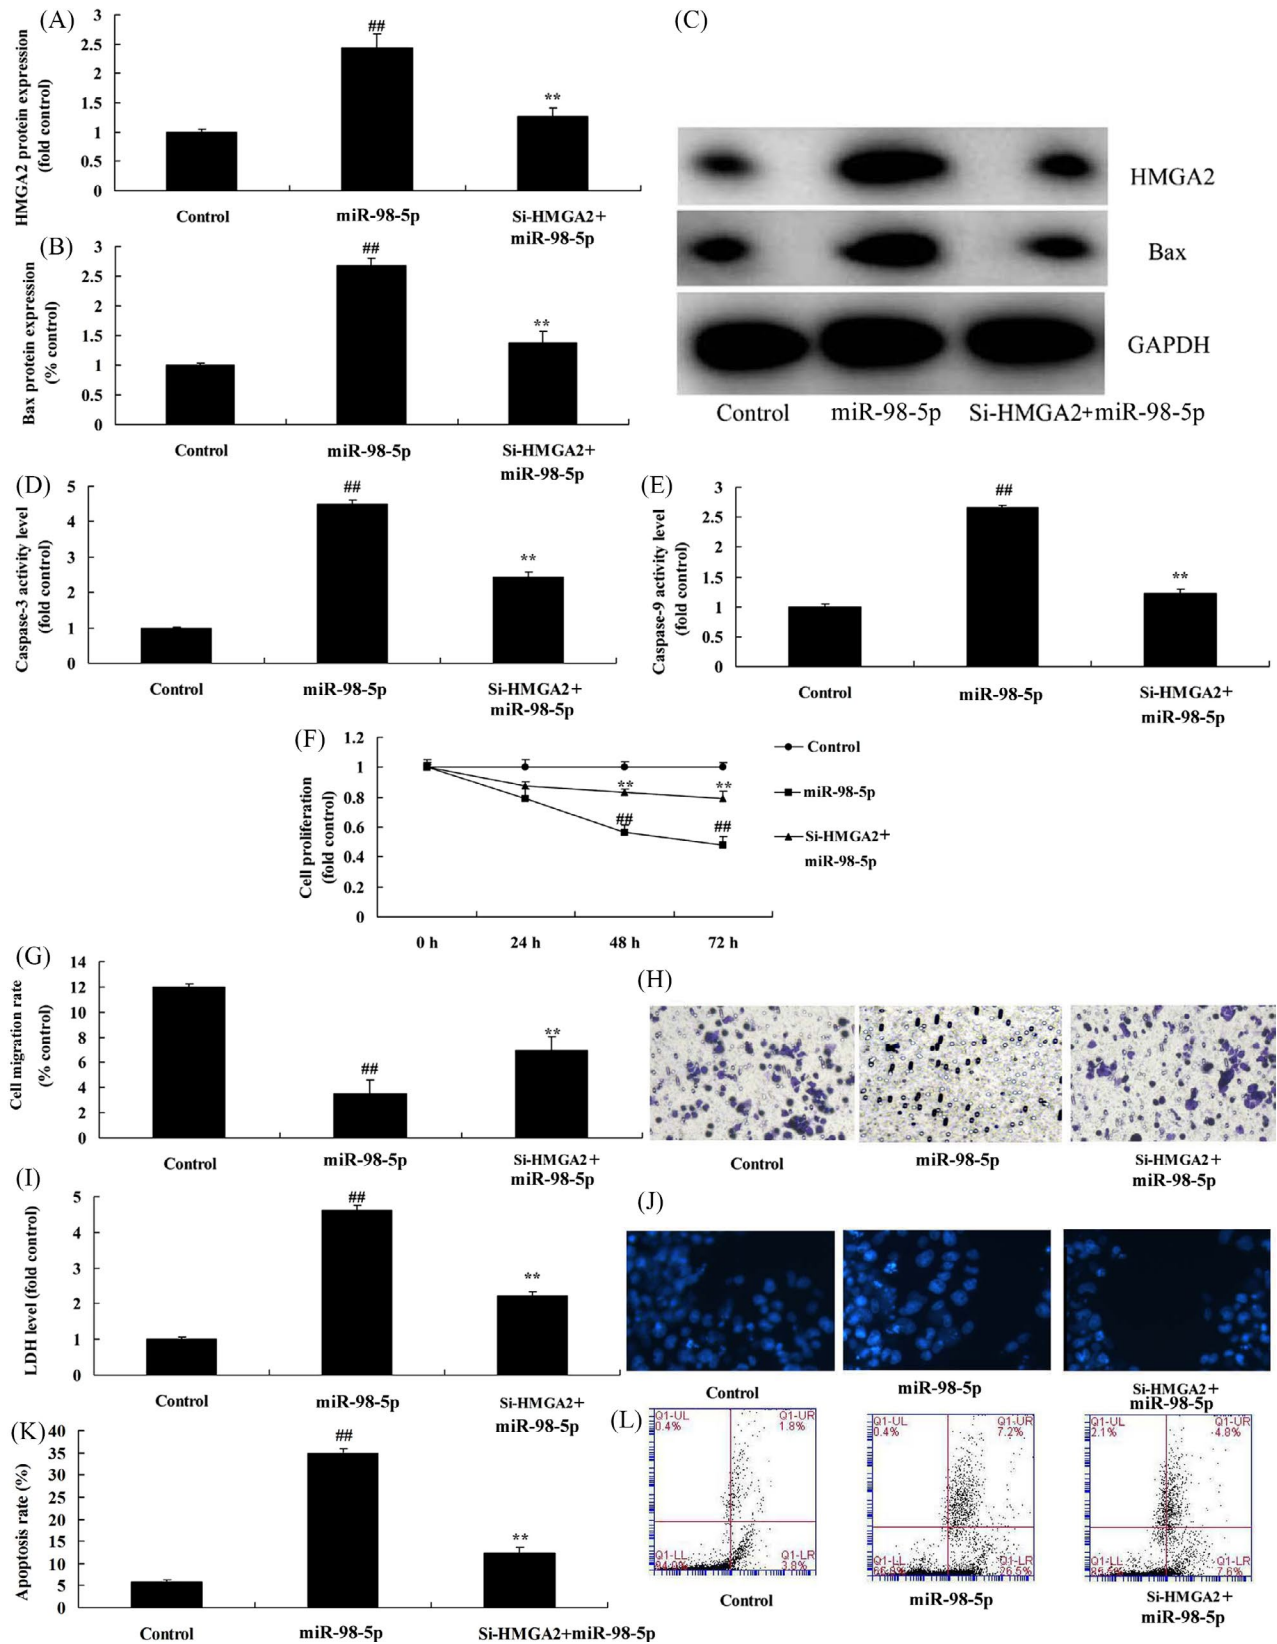 (A)
HMGA2 protein expression
(fold control)
3
2.5
2
1.5
1
0.5
0
##
**
Control
miR-98-5p
Si-HMGA2+
miR-98-5p
(B)
Bax protein expression
(% control)
3
2.5
2
1.5
1
0.5
0
##
**
Control
miR-98-5p
Si-HMGA2+
miR-98-5p
(C)
HMGA2
Bax
GAPDH
Control
miR-98-5p
Si-HMGA2+miR-98-5p
(D)
Caspase-3 activity level
(fold control)
5
4
3
2
1
0
##
**
Control
miR-98-5p
Si-HMGA2+
miR-98-5p
(E)
Caspase-9 activity level
(fold control)
3
2.5
2
1.5
1
0.5
0
##
**
Control
miR-98-5p
Si-HMGA2+
miR-98-5p
(F)
Cell proliferation
(fold control)
1.2
1
0.8
0.6
0.4
0.2
0
**
**
##
##
0 h
24 h
48 h
72 h
Control
miR-98-5p
Si-HMGA2+
miR-98-5p
(G)
Cell migration rate
(% control)
14
12
10
8
6
4
2
0
##
**
Control
miR-98-5p
Si-HMGA2+
miR-98-5p
(H)
Control
miR-98-5p
Si-HMGA2+
miR-98-5p
(I)
LDH level (fold control)
5
4
3
2
1
0
##
**
Control
miR-98-5p
Si-HMGA2+
miR-98-5p
(J)
Control
miR-98-5p
Si-HMGA2+
miR-98-5p
(K)
Apoptosis rate (%)
40
35
30
25
20
15
10
5
0
##
**
Control
miR-98-5p
Si-HMGA2+miR-98-5p
(L)
Q1-UL
0.4%
Q1-UR
1.8%
Q1-LL
Q1-LR
3.8%
Control
Q1-UL
0.4%
Q1-UR
7.2%
Q1-LL
Q1-LR
26.5%
miR-98-5p
Q1-UL
2.1%
Q1-UR
4.8%
Q1-LL
Q1-LR
7.6%
Si-HMGA2+
miR-98-5p